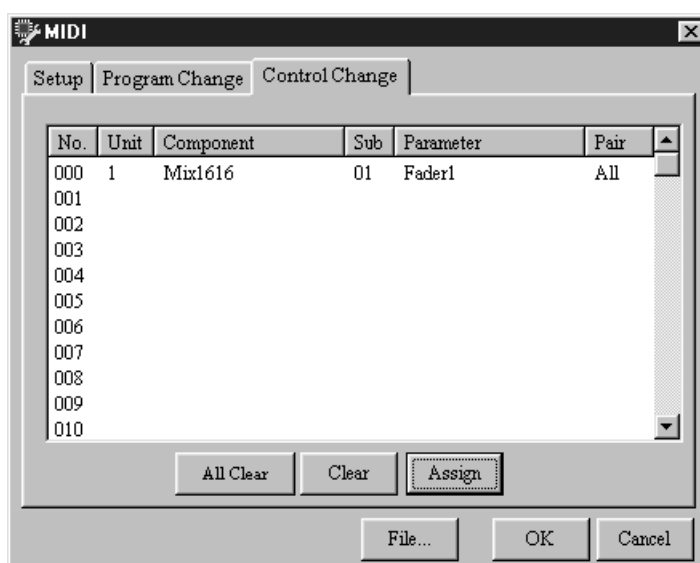 MIDI
Setup Program Change Control Change
No. Unit Component Sub Parameter Pair
000 1 Mix1616 01 Fader1 All
001
002
003
004
005
006
007
008
009
010
All Clear Clear Assign
File... OK Cancel